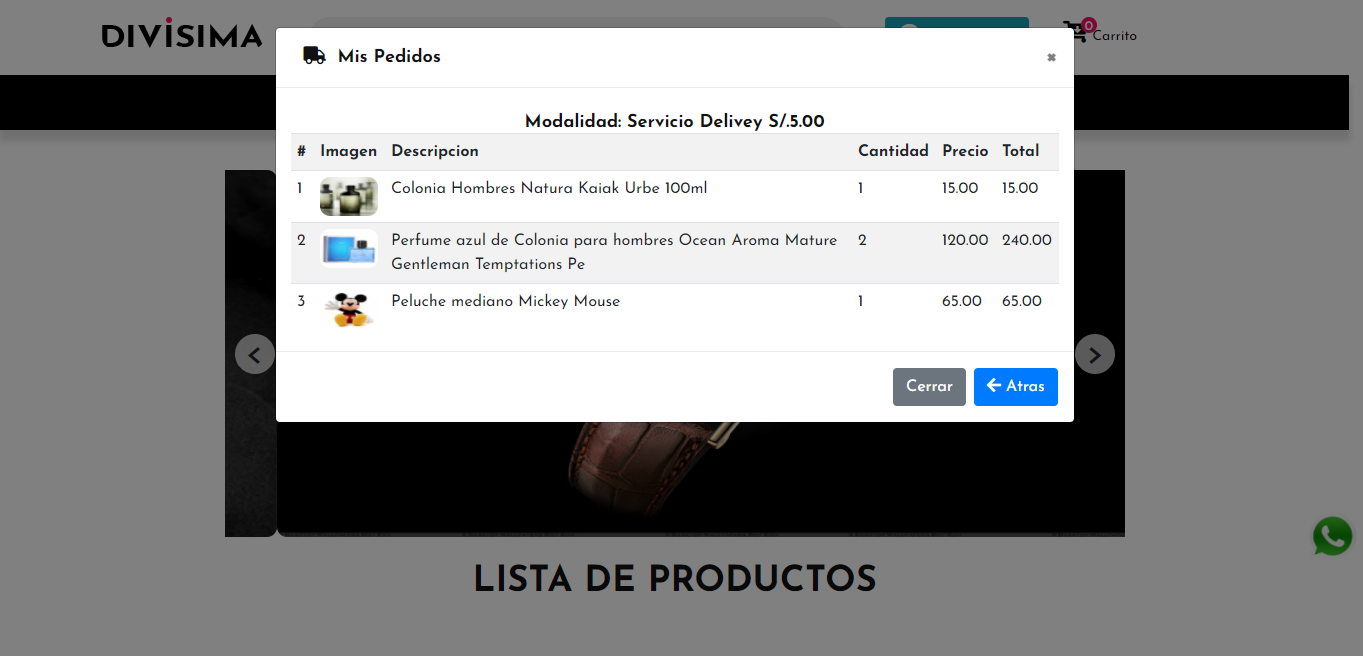 DIVISIMA
0
Carrito
Mis Pedidos
×
Modalidad: Servicio Delivey S/.5.00
# Imagen Descripcion Cantidad Precio Total
1 Colonia Hombres Natura Kaiak Urbe 100ml 1 15.00 15.00
2 Perfume azul de Colonia para hombres Ocean Aroma Mature 2 120.00 240.00
Gentleman Temptations Pe
3 Peluche mediano Mickey Mouse 1 65.00 65.00
Cerrar
Atras
LISTA DE PRODUCTOS